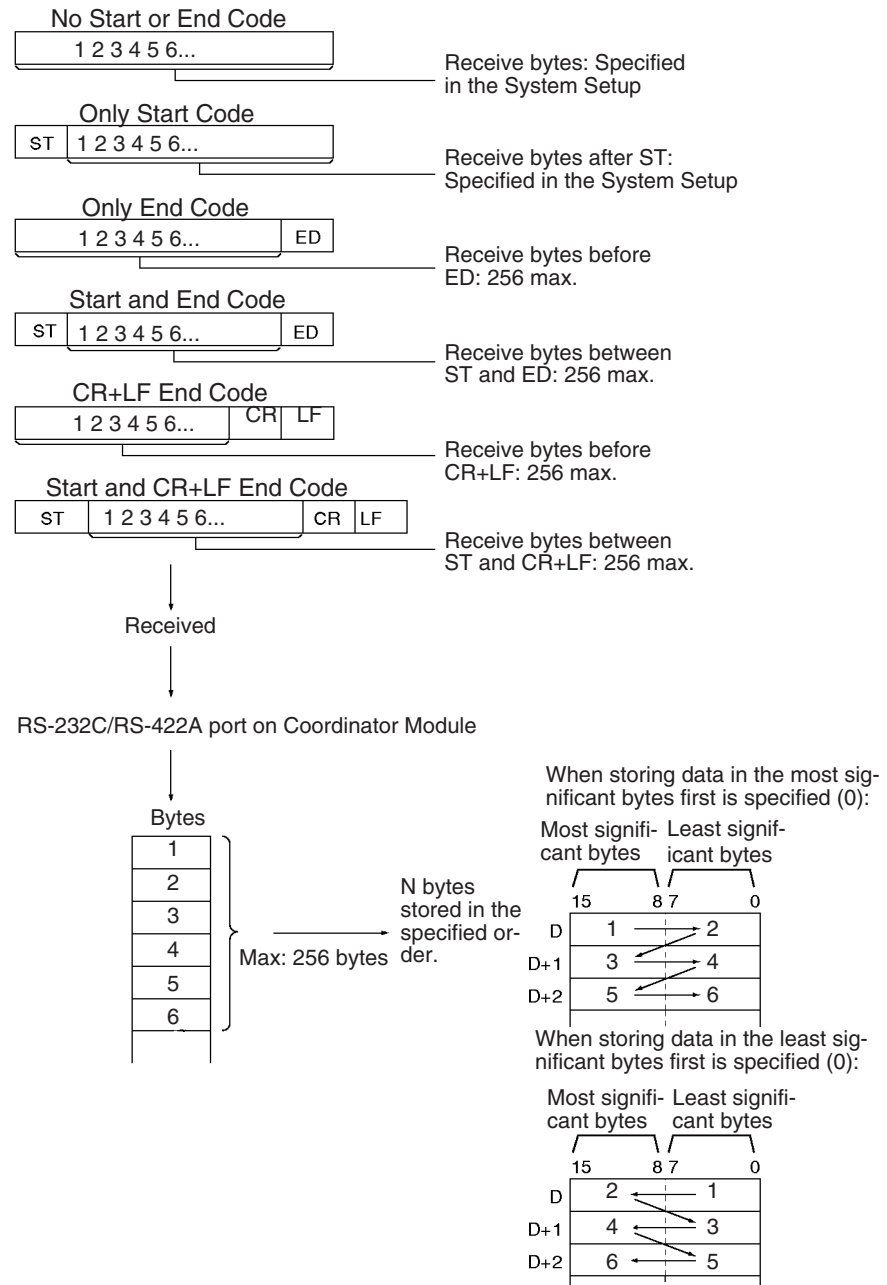 No Start or End Code
1 2 3 4 5 6...
Receive bytes: Specified
in the System Setup
Only Start Code
ST 1 2 3 4 5 6...
Receive bytes after ST:
Specified in the System Setup
Only End Code
1 2 3 4 5 6... ED
Receive bytes before
ED: 256 max.
Start and End Code
ST 1 2 3 4 5 6... ED
Receive bytes between
ST and ED: 256 max.
CR+LF End Code
1 2 3 4 5 6... CR LF
Receive bytes before
CR+LF: 256 max.
Start and CR+LF End Code
ST 1 2 3 4 5 6... CR LF
Receive bytes between
ST and CR+LF: 256 max.
Received
RS-232C/RS-422A port on Coordinator Module
Bytes
1
2
3
4
5
6
Max: 256 bytes
N bytes
stored in the
specified or-
der.
When storing data in the most sig-
nificant bytes first is specified (0):
Most signifi- Least signif-
cant bytes icant bytes
15 8 7 0
D 1 2
D+1 3 4
D+2 5 6
When storing data in the least sig-
nificant bytes first is specified (0):
Most signifi- Least signifi-
cant bytes cant bytes
15 8 7 0
D 2 1
D+1 4 3
D+2 6 5